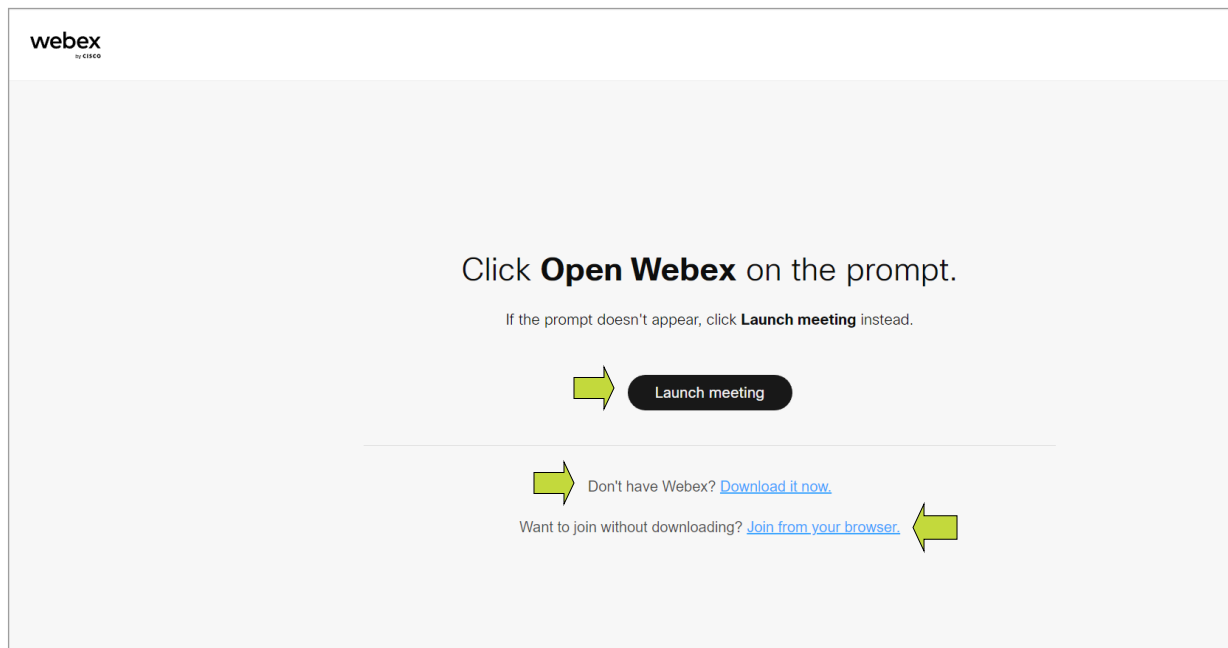 webex
by CISCO
Click Open Webex on the prompt.
If the prompt doesn't appear, click Launch meeting instead.
Launch meeting
Don't have Webex? Download it now.
Want to join without downloading? Join from your browser.